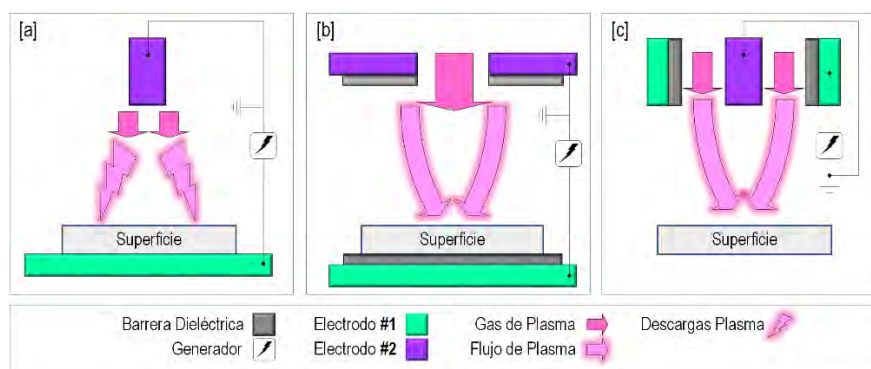 [a]
[b]
[c]
Superficie
Superficie
Superficie
Barrera Dieléctrica
Electrodo #1
Gas de Plasma
Descargas Plasma
Generador
Electrodo #2
Flujo de Plasma